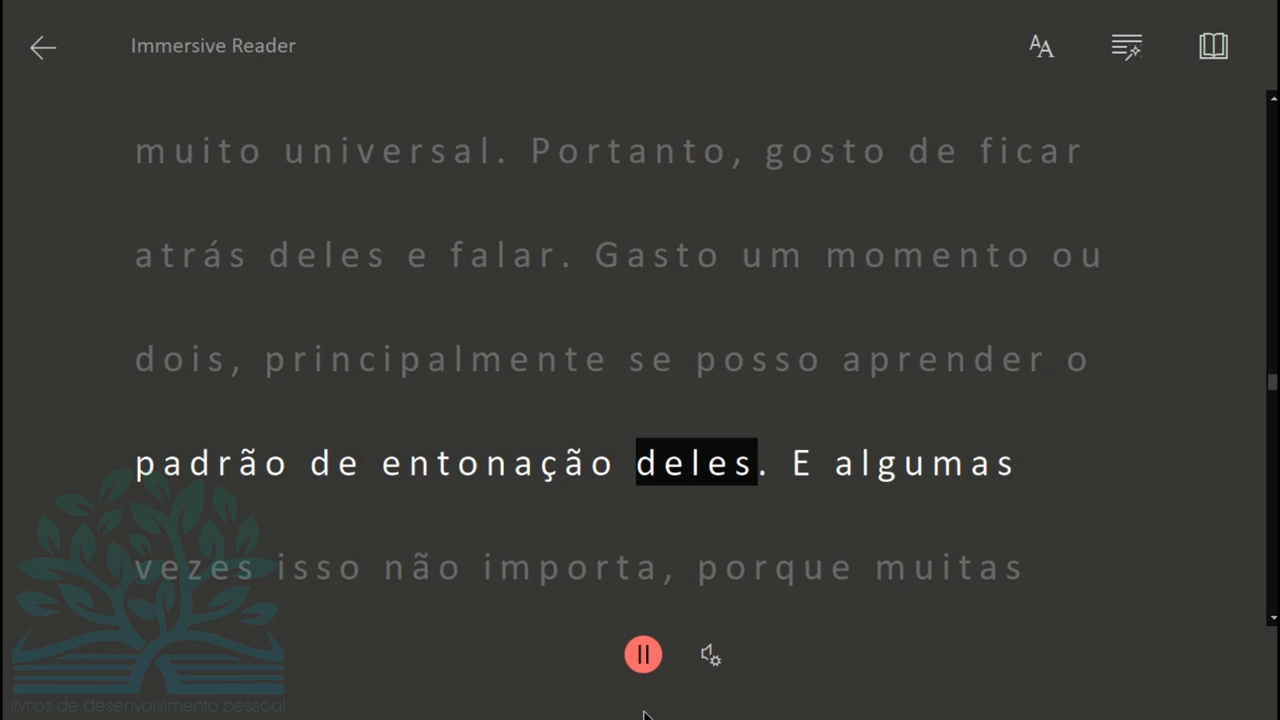 Immersive Reader
muito universal. Portanto, gosto de ficar
atrás deles e falar. Gasto um momento ou
dois, principalmente se posso aprender o
padrão de entonação deles. E algumas
vezes isso não importa, porque muitas
livros de desenvolvimento pessoal